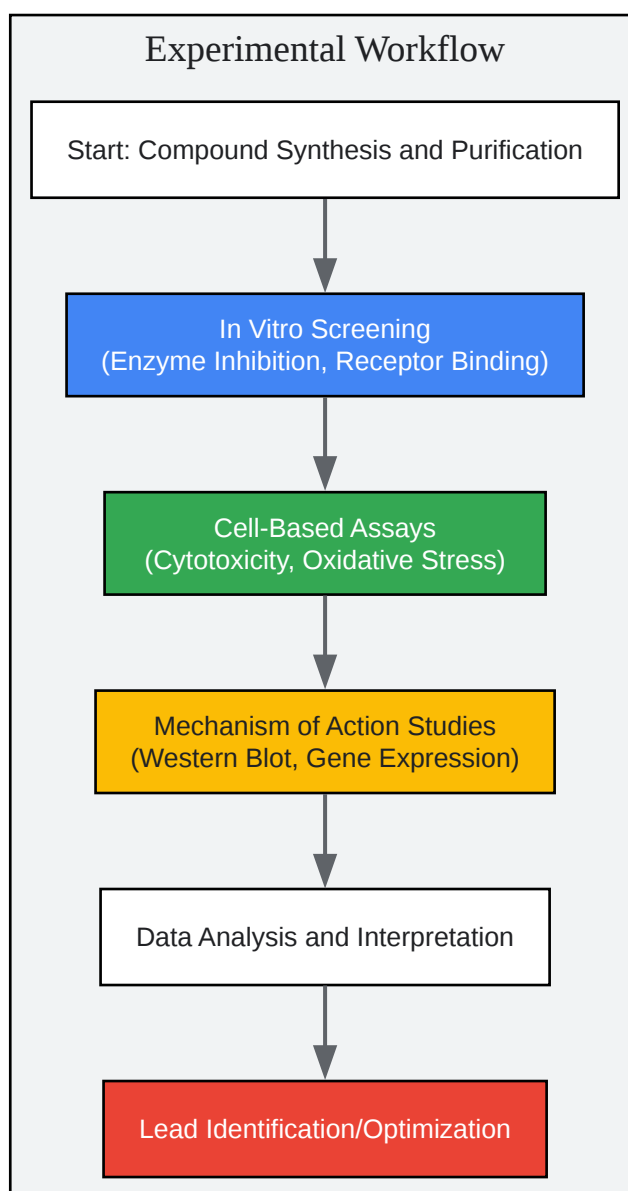 Experimental Workflow
Start: Compound Synthesis and Purification
In Vitro Screening
(Enzyme Inhibition, Receptor Binding)
Cell-Based Assays
(Cytotoxicity, Oxidative Stress)
Mechanism of Action Studies
(Western Blot, Gene Expression)
Data Analysis and Interpretation
Lead Identification/Optimization